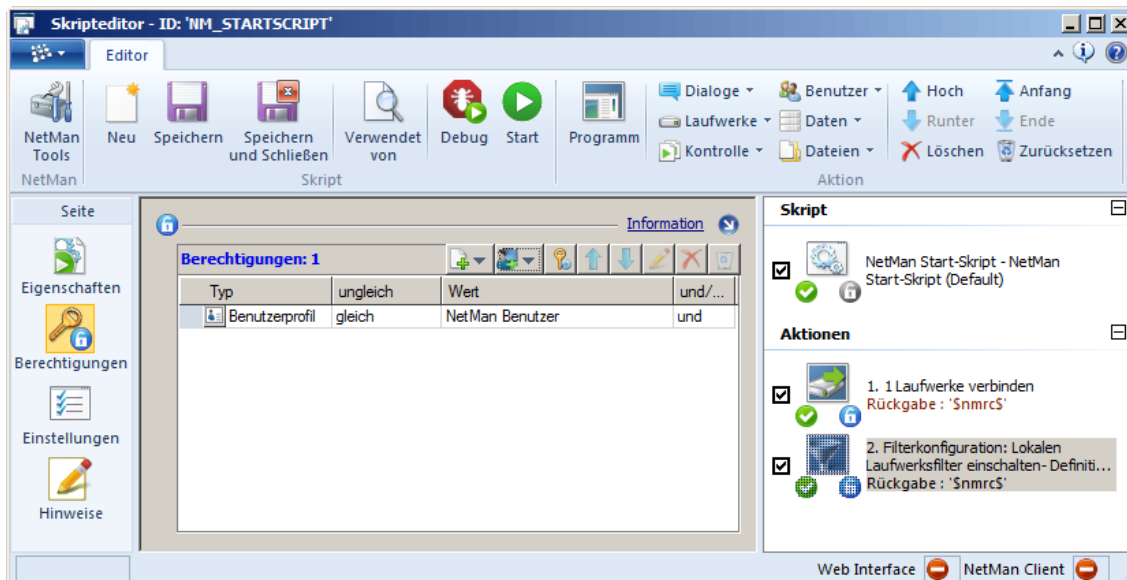 Skripteditor - ID: 'NM_STARTSCRIPT'
Editor
NetMan Tools
Neu
Speichern
Speichern und Schließen
Verwendet von
Debug
Start
Programm
Dialoge
Laufwerke
Kontrolle
Benutzer
Daten
Dateien
Hoch
Runter
Löschen
Anfang
Ende
Zurücksetzen
NetMan
Skript
Aktion
Seite
Eigenschaften
Berechtigungen
Einstellungen
Hinweise
Information
Berechtigungen: 1
Typ ungleich Wert und/...
Benutzerprofil gleich NetMan Benutzer und
Skript
NetMan Start-Skript - NetMan
Start-Skript (Default)
Aktionen
1. 1 Laufwerke verbinden
Rückgabe : '$nmrc$'
2. Filterkonfiguration: Lokalen
Laufwerksfilter einschalten- Definiti...
Rückgabe : '$nmrc$'
Web Interface NetMan Client